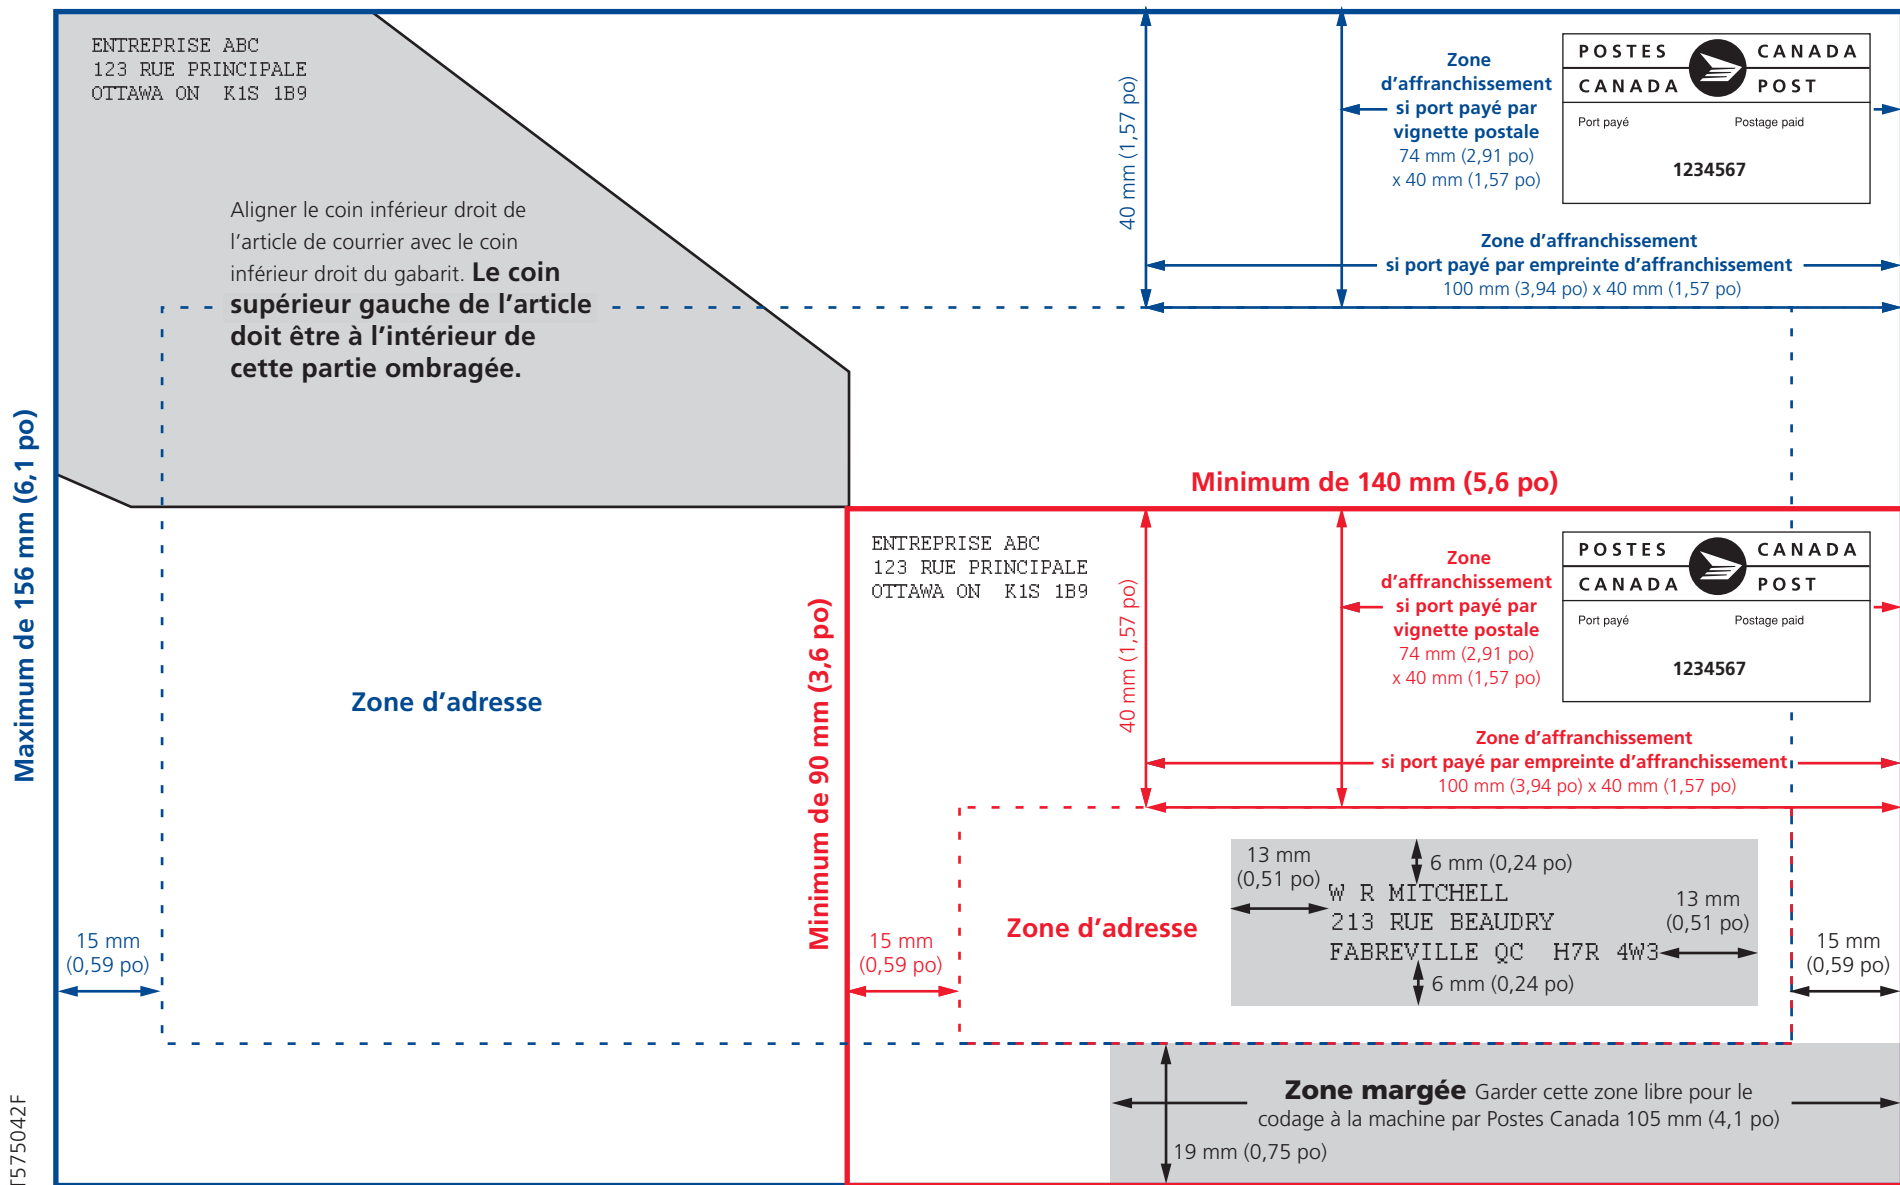 ENTREPRISE ABC
123 RUE PRINCIPALE
OTTAWA ON K1S 1B9
Aligner le coin inférieur droit de
l'article de courrier avec le coin
inférieur droit du gabarit. Le coin
supérieur gauche de l'article
doit être à l'intérieur de
cette partie ombragée.
40 mm (1,57 po)
Zone
d'affranchissement
si port payé par
vignette postale
74 mm (2,91 po)
x 40 mm (1,57 po)
POSTES CANADA
CANADA POST
Port payé Postage paid
1234567
Zone d'affranchissement
si port payé par empreinte d'affranchissement
100 mm (3,94 po) x 40 mm (1,57 po)
Maximum de 156 mm (6,1 po)
Minimum de 140 mm (5,6 po)
Minimum de 90 mm (3,6 po)
ENTREPRISE ABC
123 RUE PRINCIPALE
OTTAWA ON K1S 1B9
40 mm (1,57 po)
Zone
d'affranchissement
si port payé par
vignette postale
74 mm (2,91 po)
x 40 mm (1,57 po)
POSTES CANADA
CANADA POST
Port payé Postage paid
1234567
Zone d'affranchissement
si port payé par empreinte d'affranchissement
100 mm (3,94 po) x 40 mm (1,57 po)
Zone d'adresse
15 mm
(0,59 po)
15 mm
(0,59 po)
Zone d'adresse
13 mm
(0,51 po)
6 mm (0,24 po)
W R MITCHELL
213 RUE BEAUDRY
FABREVILLE QC H7R 4W3
13 mm
(0,51 po)
6 mm (0,24 po)
15 mm
(0,59 po)
Zone margée Garder cette zone libre pour le
codage à la machine par Postes Canada 105 mm (4,1 po)
19 mm (0,75 po)
T575042F